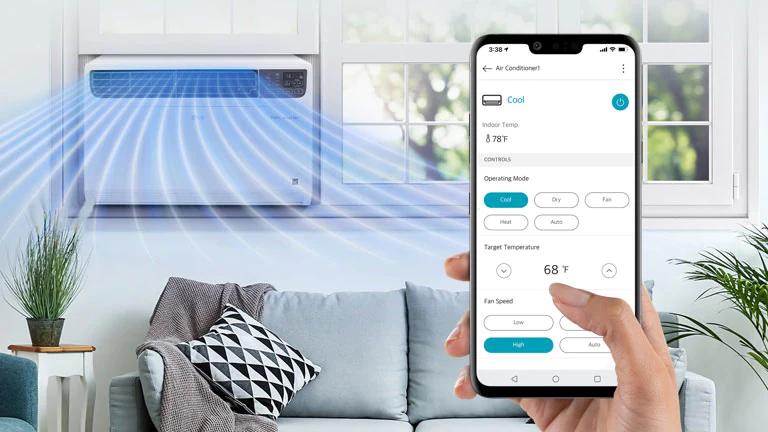 3:38
Air Conditioner1
Cool
Indoor Temp.
78°F
CONTROLS
Operating Mode
Cool Dry Fan
Heat Auto
Target Temperature
68 °F
Fan Speed
Low
High Auto